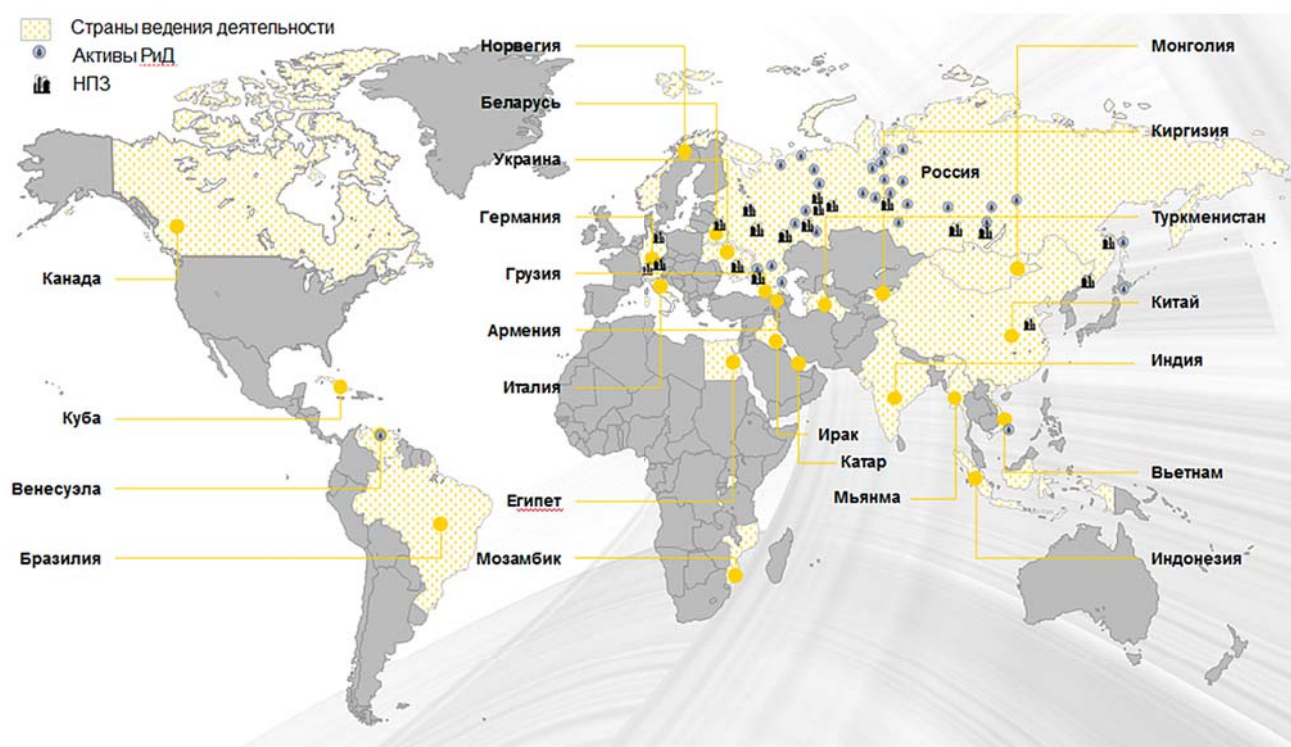 Страны ведения деятельности
Активы РиД
НПЗ
Норвегия
Беларусь
Украина
Германия
Грузия
Армения
Италия
Египет
Мозамбик
Канада
Куба
Венесуэла
Бразилия
Россия
Монголия
Киргизия
Туркменистан
Китай
Индия
Ирак
Катар
Мьянма
Вьетнам
Индонезия